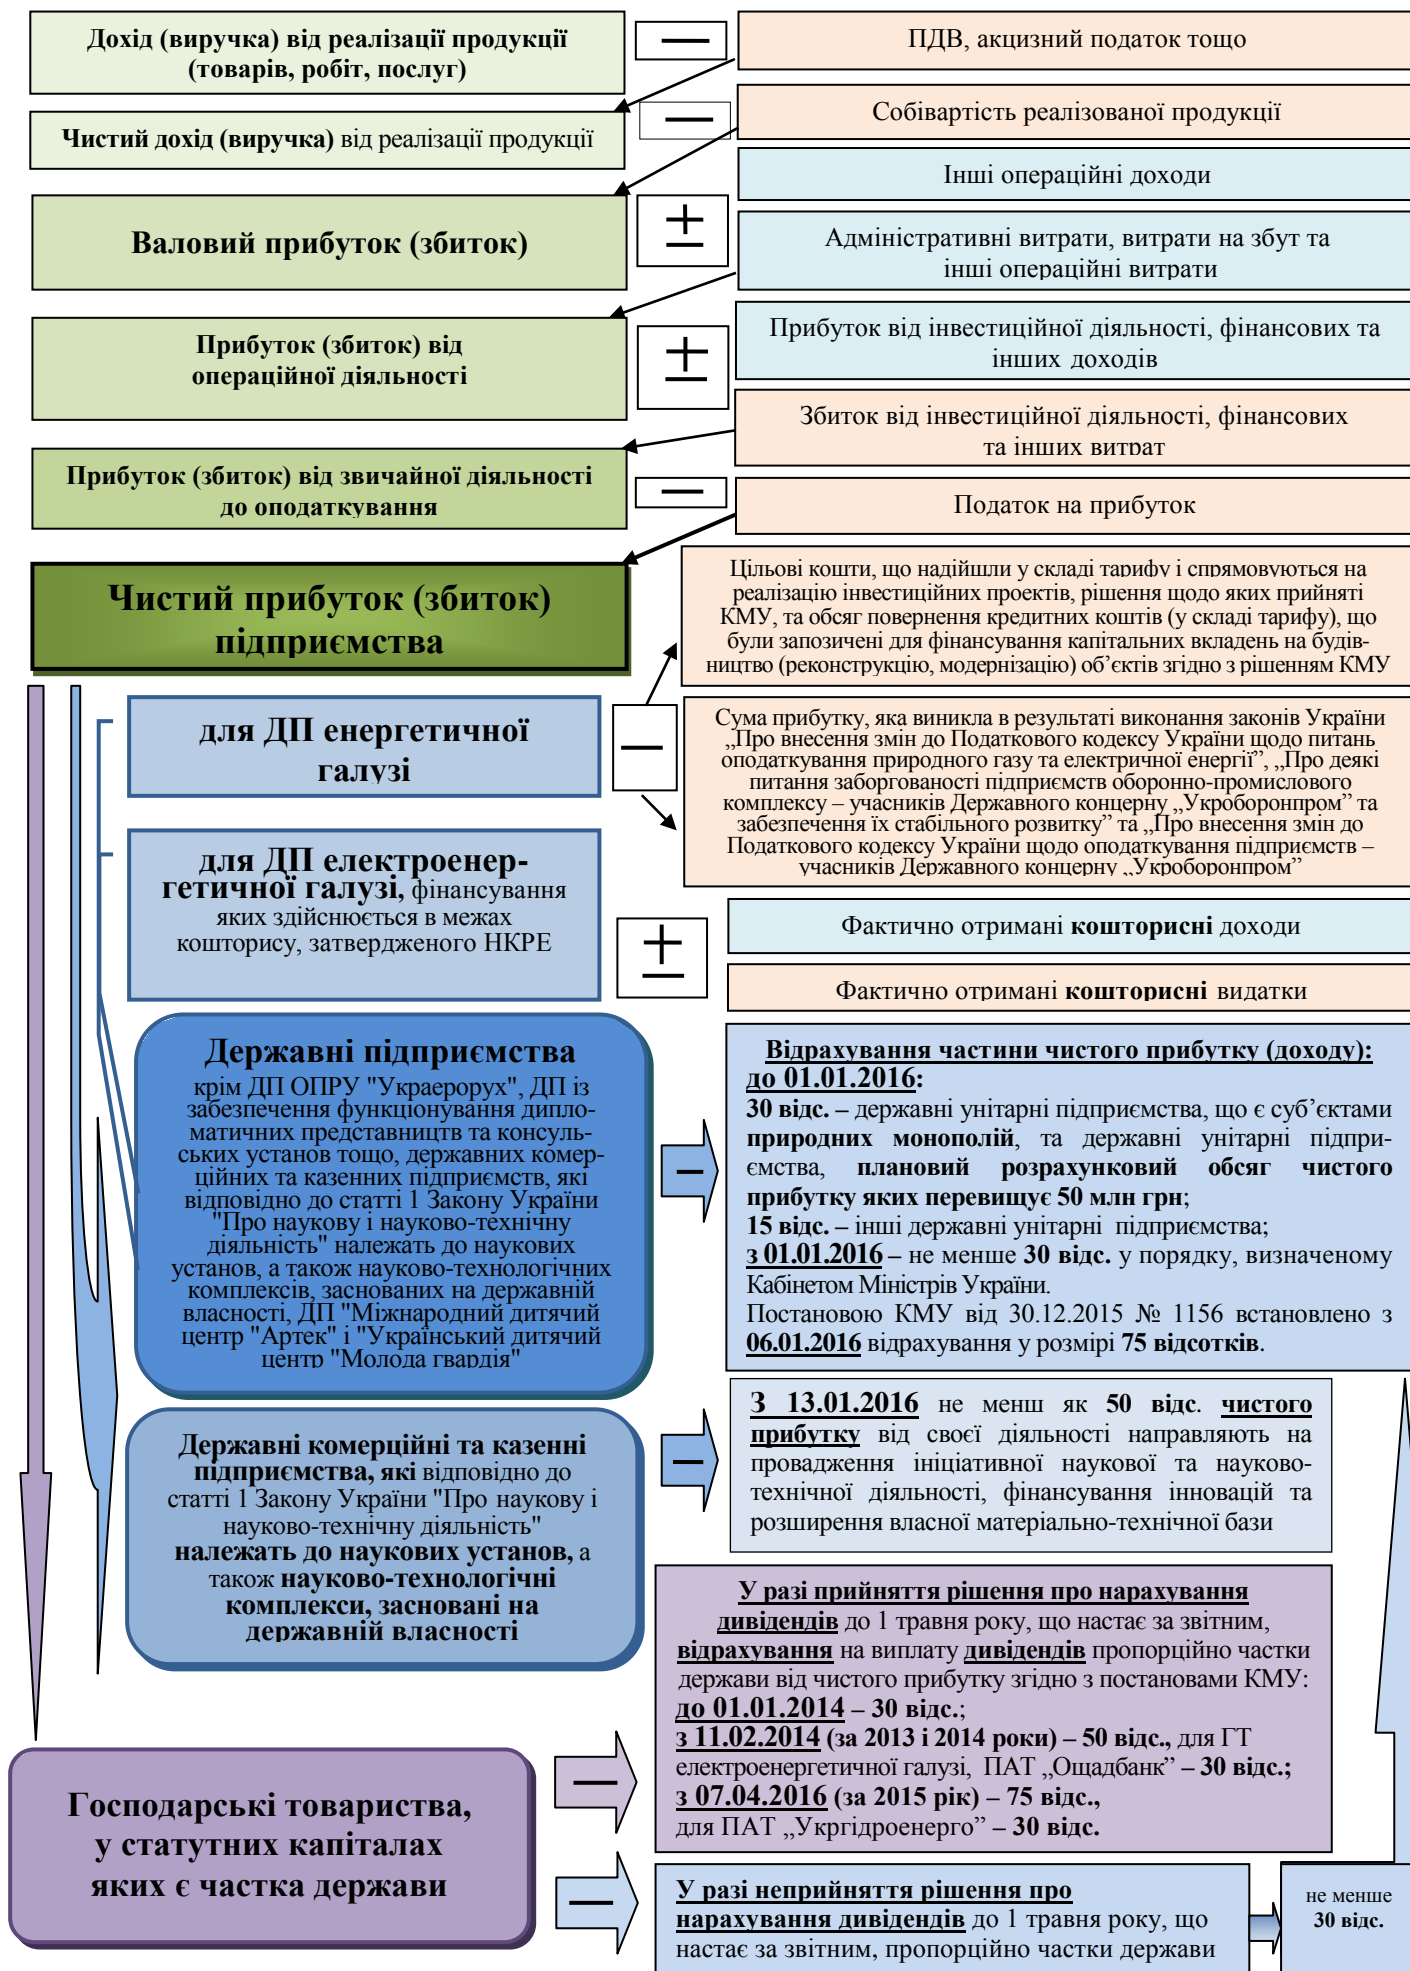 Дохід (виручка) від реалізації продукції
(товарів, робіт, послуг)
—
ПДВ, акцизний податок тощо
Чистий дохід (виручка) від реалізації продукції
—
Собівартість реалізованої продукції
Інші операційні доходи
Валовий прибуток (збиток)
±
Адміністративні витрати, витрати на збут та
інші операційні витрати
Прибуток (збиток) від
операційної діяльності
±
Прибуток від інвестиційної діяльності, фінансових та
інших доходів
Збиток від інвестиційної діяльності, фінансових
та інших витрат
Прибуток (збиток) від звичайної діяльності
до оподаткування
—
Податок на прибуток
Чистий прибуток (збиток)
підприємства
Цільові кошти, що надійшли у складі тарифу і спрямовуються на
реалізацію інвестиційних проектів, рішення щодо яких прийняті
КМУ, та обсяг повернення кредитних коштів (у складі тарифу), що
були запозичені для фінансування капітальних вкладень на будів-
ництво (реконструкцію, модернізацію) об’єктів згідно з рішенням КМУ
для ДП енергетичної
галузі
—
Сума прибутку, яка виникла в результаті виконання законів України
„Про внесення змін до Податкового кодексу України щодо питань
оподаткування природного газу та електричної енергії”, „Про деякі
питання заборгованості підприємств оборонно-промислового
комплексу – учасників Державного концерну „Укроборонпром” та
забезпечення їх стабільного розвитку” та „Про внесення змін до
Податкового кодексу України щодо оподаткування підприємств –
учасників Державного концерну „Укроборонпром”
для ДП електроенер-
гетичної галузі, фінансування
яких здійснюється в межах
кошторису, затвердженого НКРЕ
±
Фактично отримані кошторисні доходи
Фактично отримані кошторисні видатки
Державні підприємства
крім ДП ОПРУ "Украерорух", ДП із
забезпечення функціонування дипло-
матичних представництв та консуль-
ських установ тощо, державних комер-
ційних та казенних підприємств, які
відповідно до статті 1 Закону України
"Про наукову і науково-технічну
діяльність" належать до наукових
установ, а також науково-технологічних
комплексів, заснованих на державній
власності, ДП "Міжнародний дитячий
центр "Артек" і "Український дитячий
центр "Молода гвардія"
—
Відрахування частини чистого прибутку (доходу):
до 01.01.2016:
30 відс. – державні унітарні підприємства, що є суб’єктами
природних монополій, та державні унітарні підпри-
ємства, плановий розрахунковий обсяг чистого
прибутку яких перевищує 50 млн грн;
15 відс. – інші державні унітарні підприємства;
з 01.01.2016 – не менше 30 відс. у порядку, визначеному
Кабінетом Міністрів України.
Постановою КМУ від 30.12.2015 № 1156 встановлено з
06.01.2016 відрахування у розмірі 75 відсотків.
Державні комерційні та казенні
підприємства, які відповідно до
статті 1 Закону України "Про наукову і
науково-технічну діяльність"
належать до наукових установ, а
також науково-технологічні
комплекси, засновані на
державній власності
—
З 13.01.2016 не менш як 50 відс. чистого
прибутку від своєї діяльності направляють на
провадження ініціативної наукової та науково-
технічної діяльності, фінансування інновацій та
розширення власної матеріально-технічної бази
У разі прийняття рішення про нарахування
дивідендів до 1 травня року, що настає за звітним,
відрахування на виплату дивідендів пропорційно частки
держави від чистого прибутку згідно з постановами КМУ:
до 01.01.2014 – 30 відс.;
з 11.02.2014 (за 2013 і 2014 роки) – 50 відс., для ГТ
електроенергетичної галузі, ПАТ „Ощадбанк” – 30 відс.;
з 07.04.2016 (за 2015 рік) – 75 відс.,
для ПАТ „Укргідроенерго” – 30 відс.
—
Господарські товариства,
у статутних капіталах
яких є частка держави
—
У разі неприйняття рішення про
нарахування дивідендів до 1 травня року, що
настає за звітним, пропорційно частки держави
не менше
30 відс.